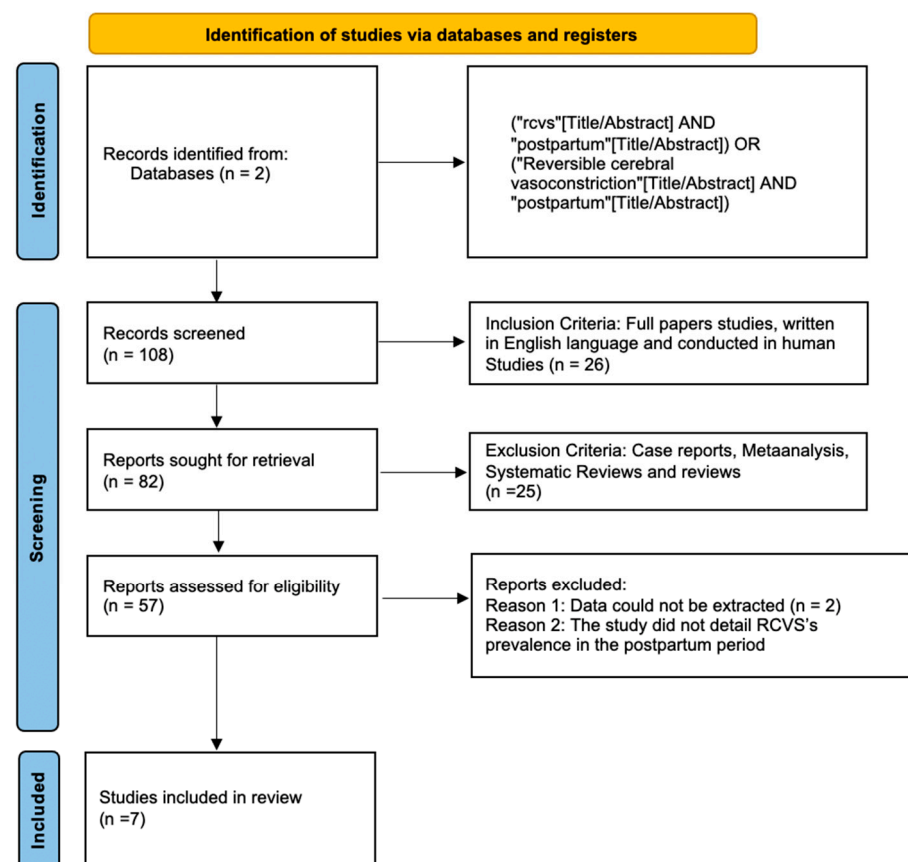 Identification of studies via databases and registers
Identification
Records identified from:
Databases (n = 2)
("rcvs"[Title/Abstract] AND
"postpartum"[Title/Abstract]) OR
("Reversible cerebral
vasoconstriction"[Title/Abstract] AND
"postpartum"[Title/Abstract])
Screening
Records screened
(n = 108)
Inclusion Criteria: Full papers studies, written
in English language and conducted in human
Studies (n = 26)
Reports sought for retrieval
(n = 82)
Exclusion Criteria: Case reports, Metaanalysis,
Systematic Reviews and reviews
(n =25)
Reports assessed for eligibility
(n = 57)
Reports excluded:
Reason 1: Data could not be extracted (n = 2)
Reason 2: The study did not detail RCVS's
prevalence in the postpartum period
Included
Studies included in review
(n =7)